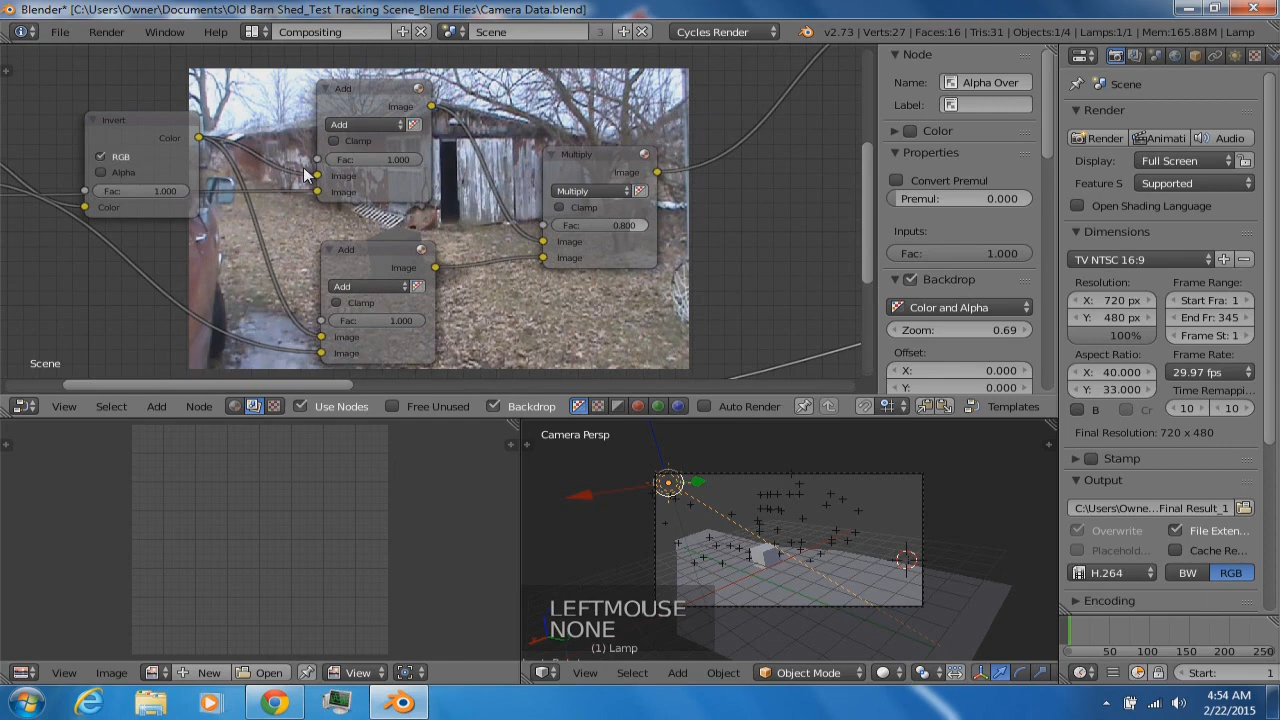 Blender* [C:\Users\Owner\Documents\Old Barn Shed_Test Tracking Scene_Blend Files\Camera Data.blend]
File Render Window Help Compositing Scene 3 Cycles Render v2.73 | Verts:27 | Faces:16 | Tris:31 | Objects:1/4 | Lamps:1/1 | Mem:165.88M | Lamp
Invert
Color
RGB
Alpha
Fac: 1.000
Color
Add
Image
Add
Clamp
Fac: 1.000
Image
Image
Add
Image
Add
Clamp
Fac: 1.000
Image
Image
Multiply
Image
Multiply
Clamp
Fac: 0.800
Image
Image
Scene
Node
Name: Alpha Over
Label:
Color
Properties
Convert Premul
Premul: 0.000
Inputs:
Fac: 1.000
Backdrop
Color and Alpha
Zoom: 0.69
Offset:
X: 0.000
Y: 0.000
View Select Add Node Use Nodes Free Unused Backdrop Auto Render Templates
Camera Persp
LEFTMOUSE
NONE
(1) Lamp
View Image New Open View
View Select Add Object Object Mode
Scene
Render
Render Animati Audio
Display: Full Screen
Feature S Supported
Open Shading Language
Dimensions
TV NTSC 16:9
Resolution: Frame Range:
X: 720 px Start Fra: 1
Y: 480 px End Fr: 345
100% Frame St: 1
Aspect Ratio: Frame Rate:
X: 40.000 29.97 fps
Y: 33.000 Time Remappi
B Cr 10 10
Final Resolution: 720 x 480
Stamp
Output
C:\Users\Owne...Final Result_1
Overwrite File Exten...
Placehold... Cache Re...
H.264 BW RGB
Encoding
50 100 150 200 250
Start: 1
4:54 AM
2/22/2015